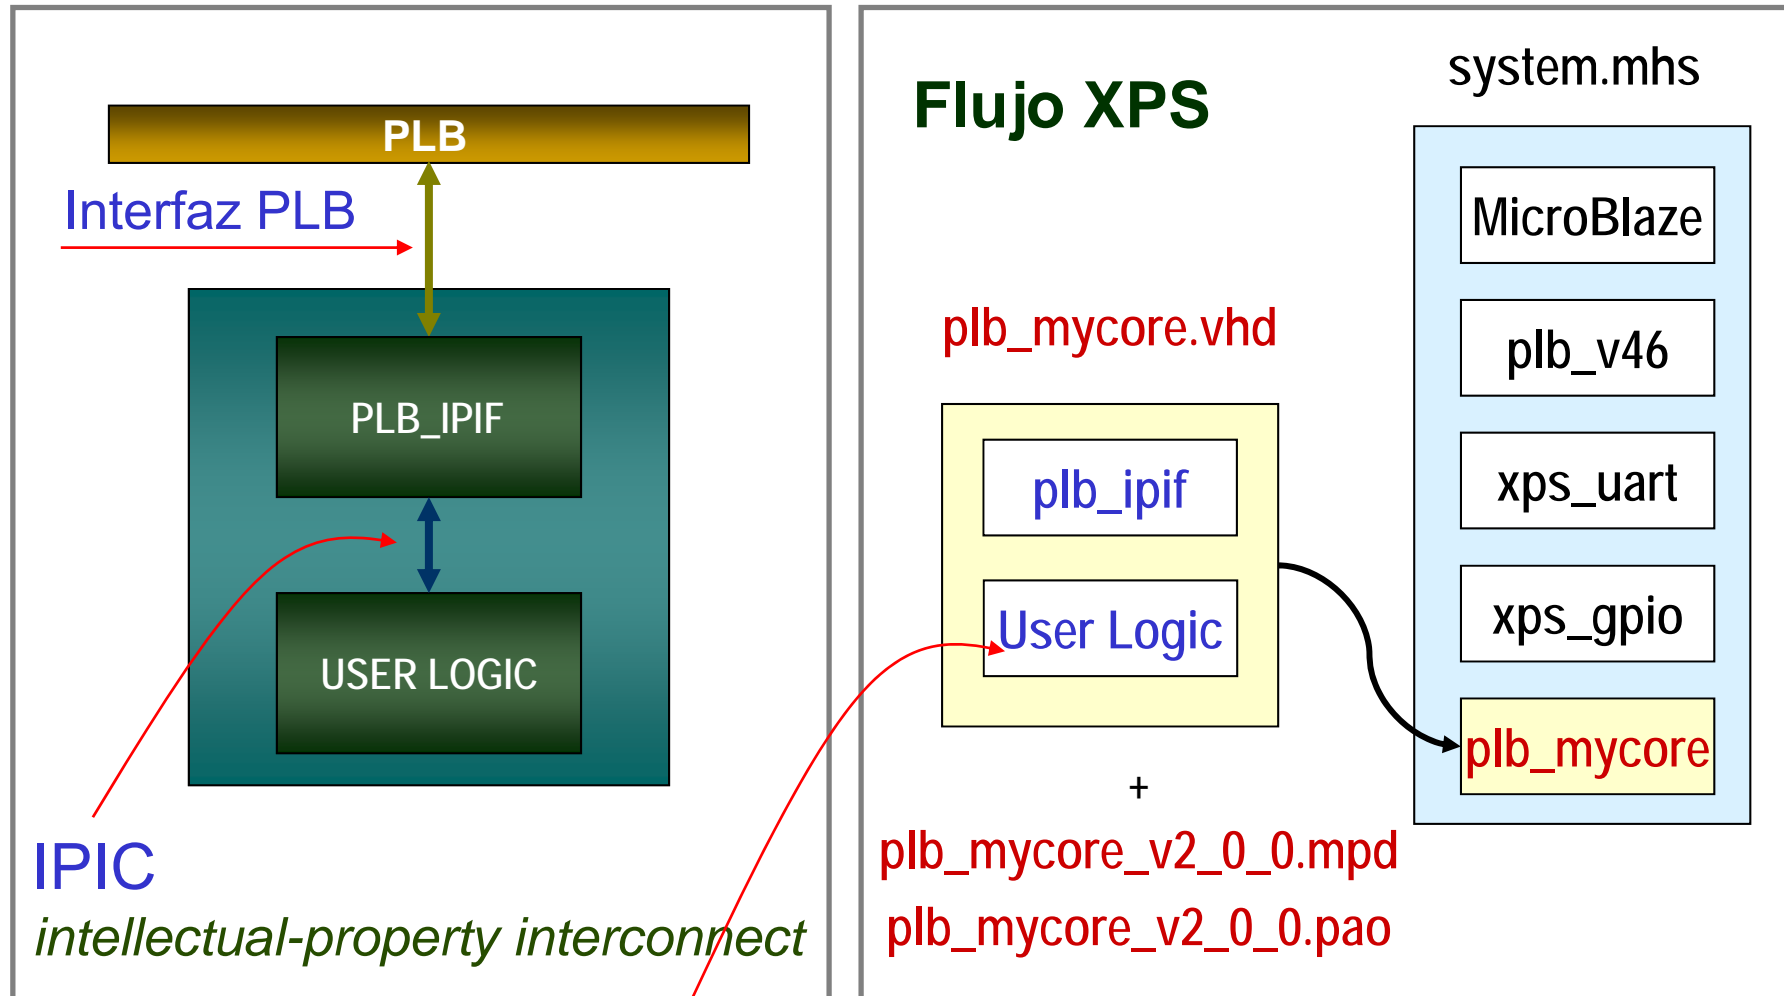 PLB
Interfaz PLB
PLB_IPIF
USER LOGIC
IPIC
intellectual-property interconnect
Flujo XPS
plb_mycore.vhd
plb_ipif
User Logic
+
plb_mycore_v2_0_0.mpd
plb_mycore_v2_0_0.pao
system.mhs
MicroBlaze
plb_v46
xps_uart
xps_gpio
plb_mycore